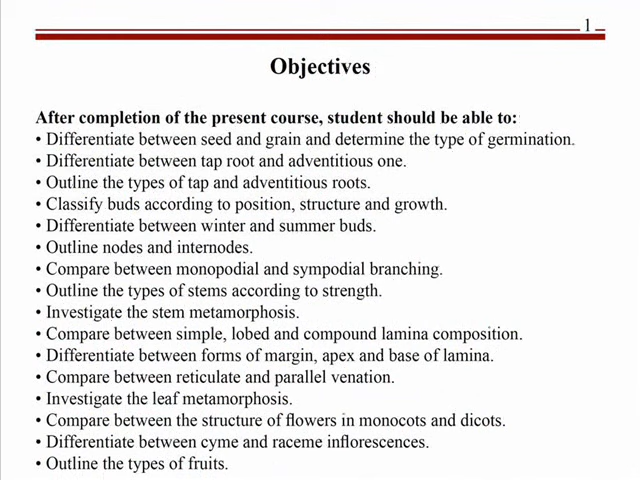 1
Objectives
After completion of the present course, student should be able to:
• Differentiate between seed and grain and determine the type of germination.
• Differentiate between tap root and adventitious one.
• Outline the types of tap and adventitious roots.
• Classify buds according to position, structure and growth.
• Differentiate between winter and summer buds.
• Outline nodes and internodes.
• Compare between monopodial and sympodial branching.
• Outline the types of stems according to strength.
• Investigate the stem metamorphosis.
• Compare between simple, lobed and compound lamina composition.
• Differentiate between forms of margin, apex and base of lamina.
• Compare between reticulate and parallel venation.
• Investigate the leaf metamorphosis.
• Compare between the structure of flowers in monocots and dicots.
• Differentiate between cyme and raceme inflorescences.
• Outline the types of fruits.